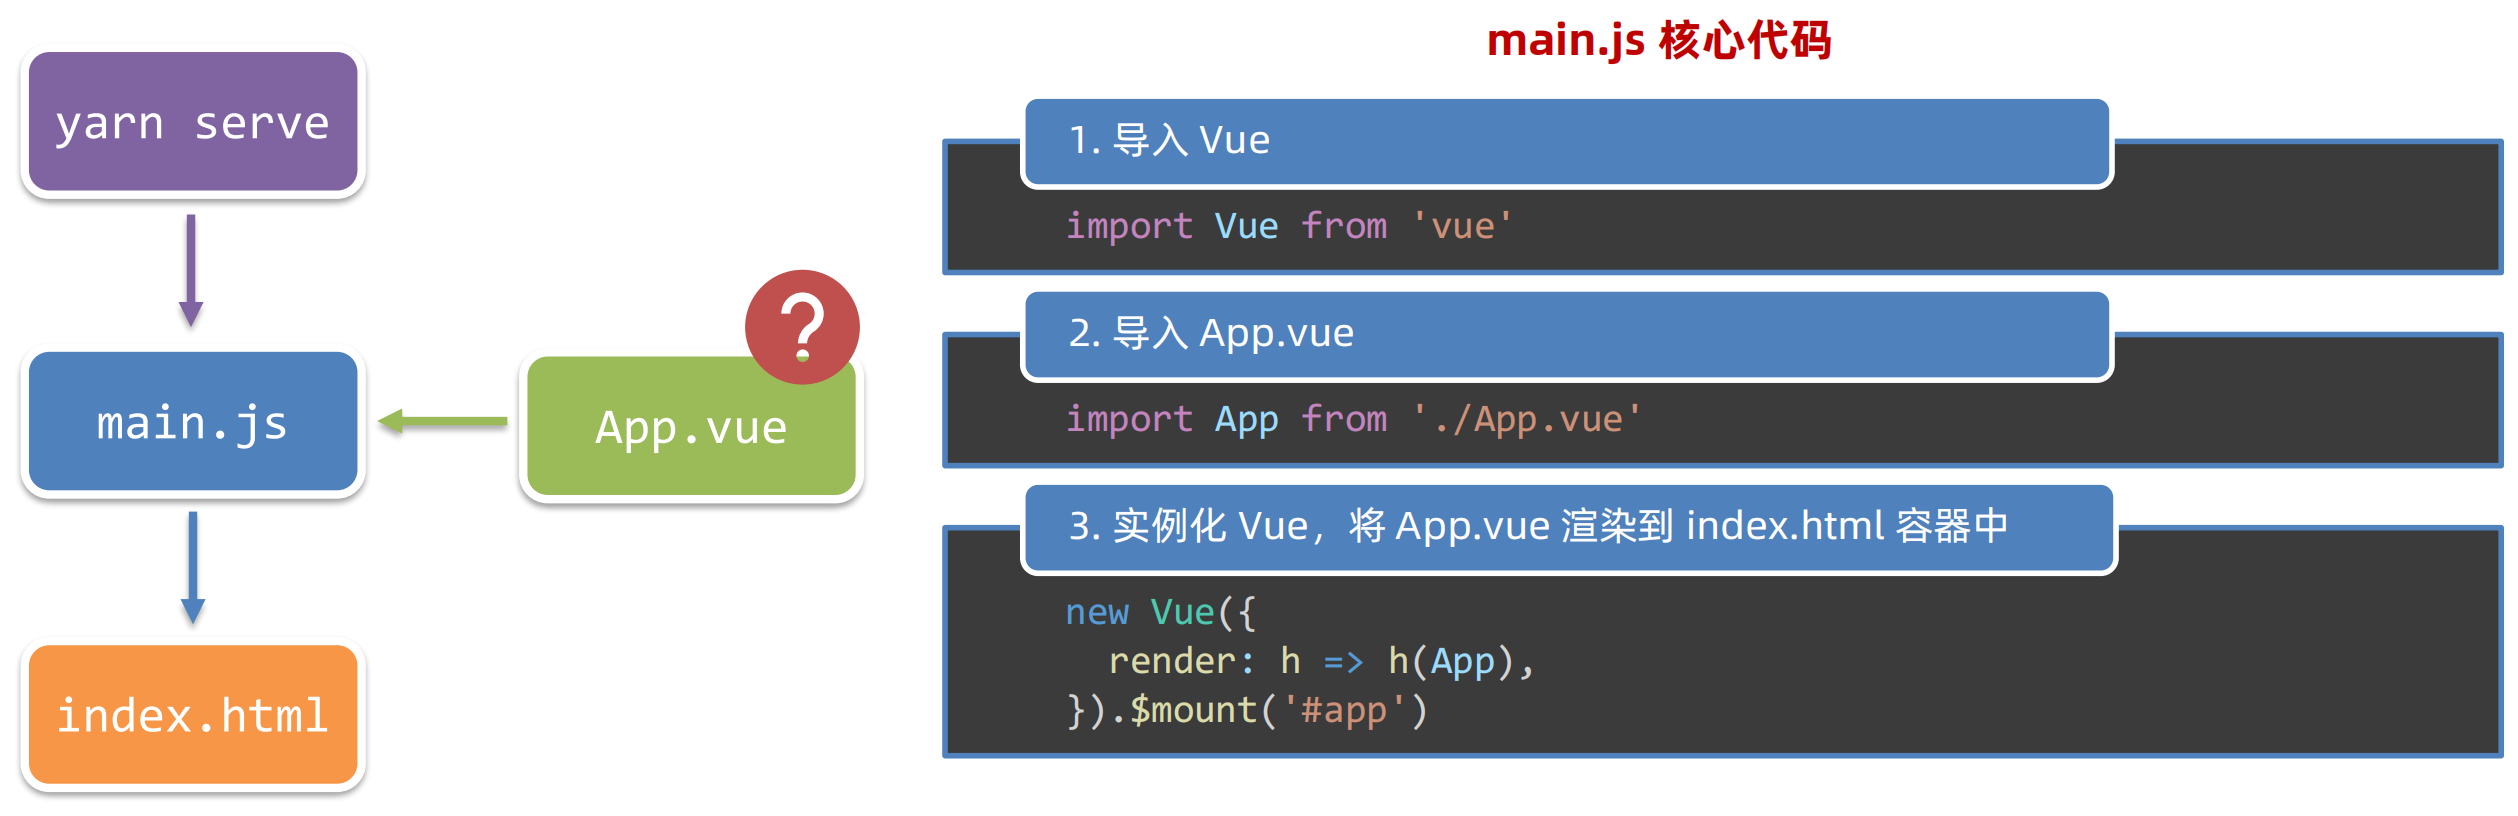 yarn serve
main.js
App.vue
?
index.html
main.js 核心代码
1. 导入 Vue
import Vue from 'vue'
2. 导入 App.vue
import App from './App.vue'
3. 实例化 Vue，将 App.vue 渲染到 index.html 容器中
new Vue({
  render: h => h(App),
}).$mount('#app')